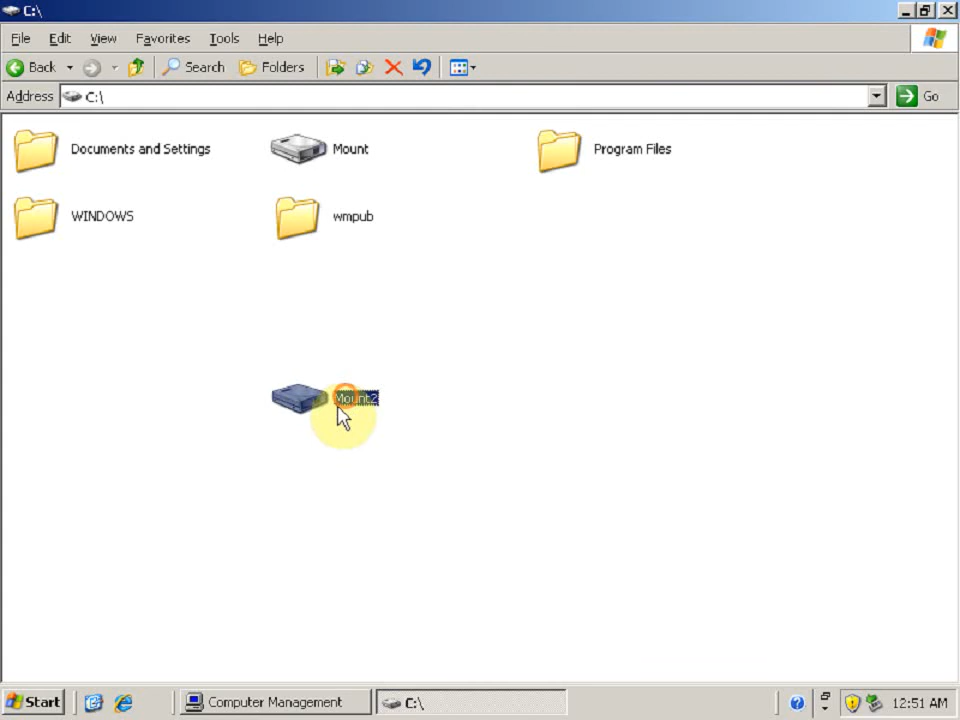 C:\
File Edit View Favorites Tools Help
Back Search Folders
Address C:\ Go
Documents and Settings Mount Program Files
WINDOWS wmpub
Mount2
Start Computer Management C:\ 12:51 AM